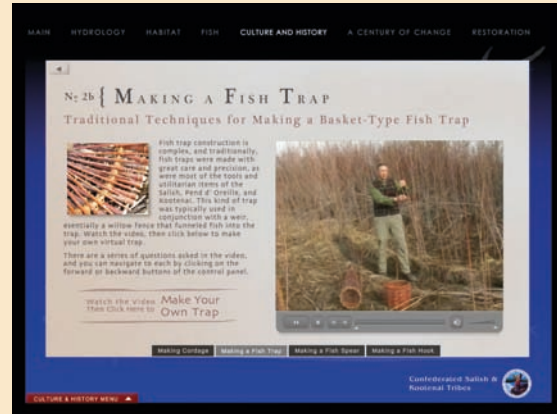 MAIN HYDROLOGY HABITAT FISH CULTURE AND HISTORY A CENTURY OF CHANGE RESTORATION
№ 2b { MAKING A FISH TRAP
Traditional Techniques for Making a Basket-Type Fish Trap
Fish trap construction is
complex, and traditionally,
fish traps were made with
great care and precision, as
were most of the tools and
utilitarian items of the
Salish, Pend d' Oreille, and
Kootenai. This kind of trap
was typically used in
conjunction with a weir,
esentially a willow fence that funneled fish into the
trap. Watch the video, then click below to make
your own virtual trap.
There are a series of questions asked in the video,
and you can navigate to each by clicking on the
forward or backward buttons of the control panel.
Watch the Video
Then Click Here to
Make Your
Own Trap
Making Cordage Making a Fish Trap Making a Fish Spear Making a Fish Hook
Confederated Salish &
Kootenai Tribes
CULTURE & HISTORY MENU